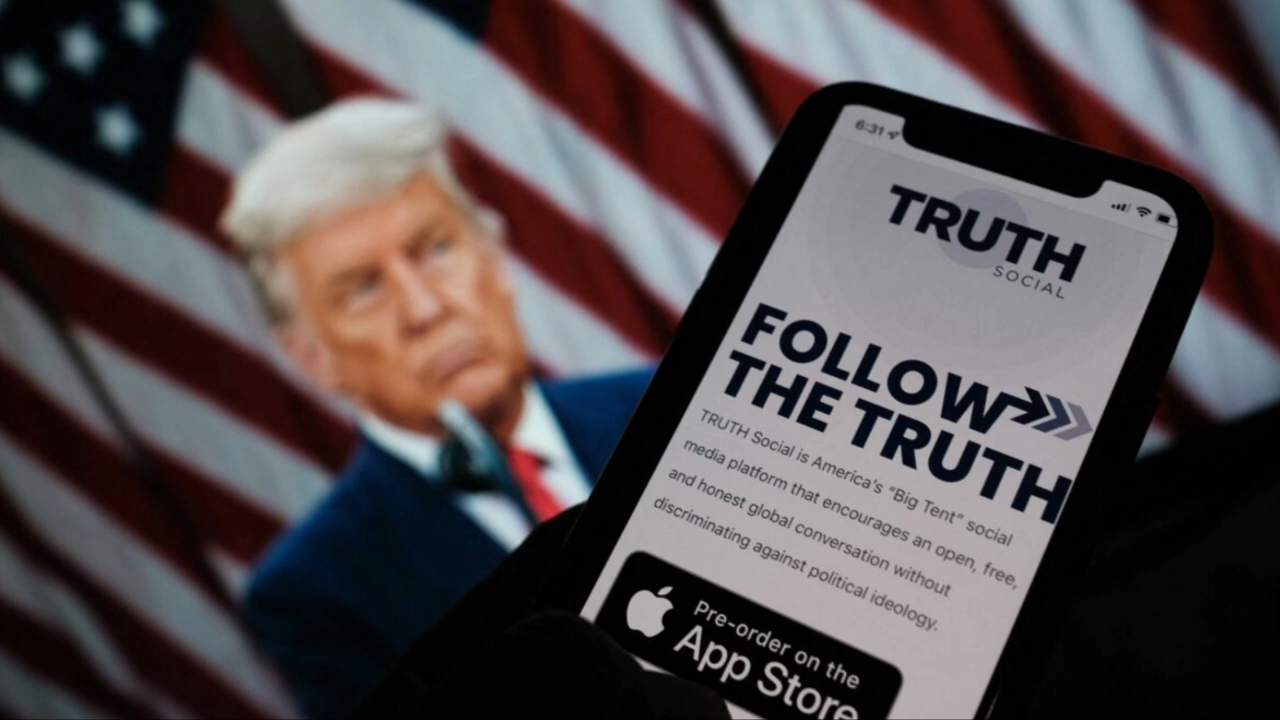 6:31
TRUTH
SOCIAL
FOLLOW
THE TRUTH
TRUTH Social is America's "Big Tent" social
media platform that encourages an open, free,
and honest global conversation without
discriminating against political ideology.
Pre-order on the
App Store